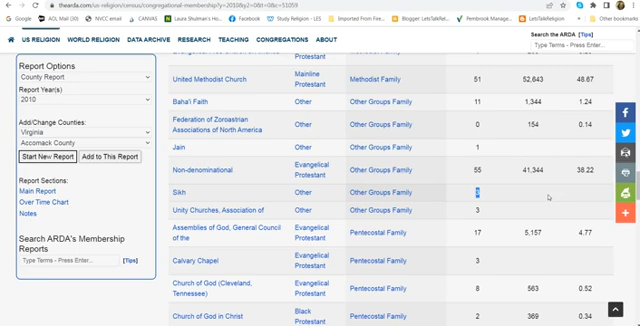 thearda.com/us-religion/census/congregational-membership?y=2010&y2=0&t=0&c=51059
M AOL Mail (30) NVCC email CANVAS Laura Shulman's Ho... Facebook Study Religion - LES Imported From Fire... Blogger: LetsTalkReli... Pembrook Manage... LetsTalkReligion Other bookmarks
US RELIGION WORLD RELIGION DATA ARCHIVE RESEARCH TEACHING CONGREGATIONS ABOUT
Search the ARDA [Tips]
Type Terms - Press Enter...
Report Options
County Report
Report Year(s)
2010
Add/Change Counties:
Virginia
Accomack County
Start New Report Add to This Report
Report Sections:
Main Report
Over Time Chart
Notes
Search ARDA's Membership
Reports
Type Terms - Press Enter... [Tips]
Protestant
United Methodist Church Mainline Protestant Methodist Family 51 52,643 48.67
Baha'i Faith Other Other Groups Family 11 1,344 1.24
Federation of Zoroastrian Associations of North America Other Other Groups Family 0 154 0.14
Jain Other Other Groups Family 1
Non-denominational Evangelical Protestant Other Groups Family 55 41,344 38.22
Sikh Other Other Groups Family 3
Unity Churches, Association of Other Other Groups Family 3
Assemblies of God, General Council of the Evangelical Protestant Pentecostal Family 17 5,157 4.77
Calvary Chapel Evangelical Protestant Pentecostal Family 3
Church of God (Cleveland, Tennessee) Evangelical Protestant Pentecostal Family 8 563 0.52
Church of God in Christ Black Protestant Pentecostal Family 2 369 0.34